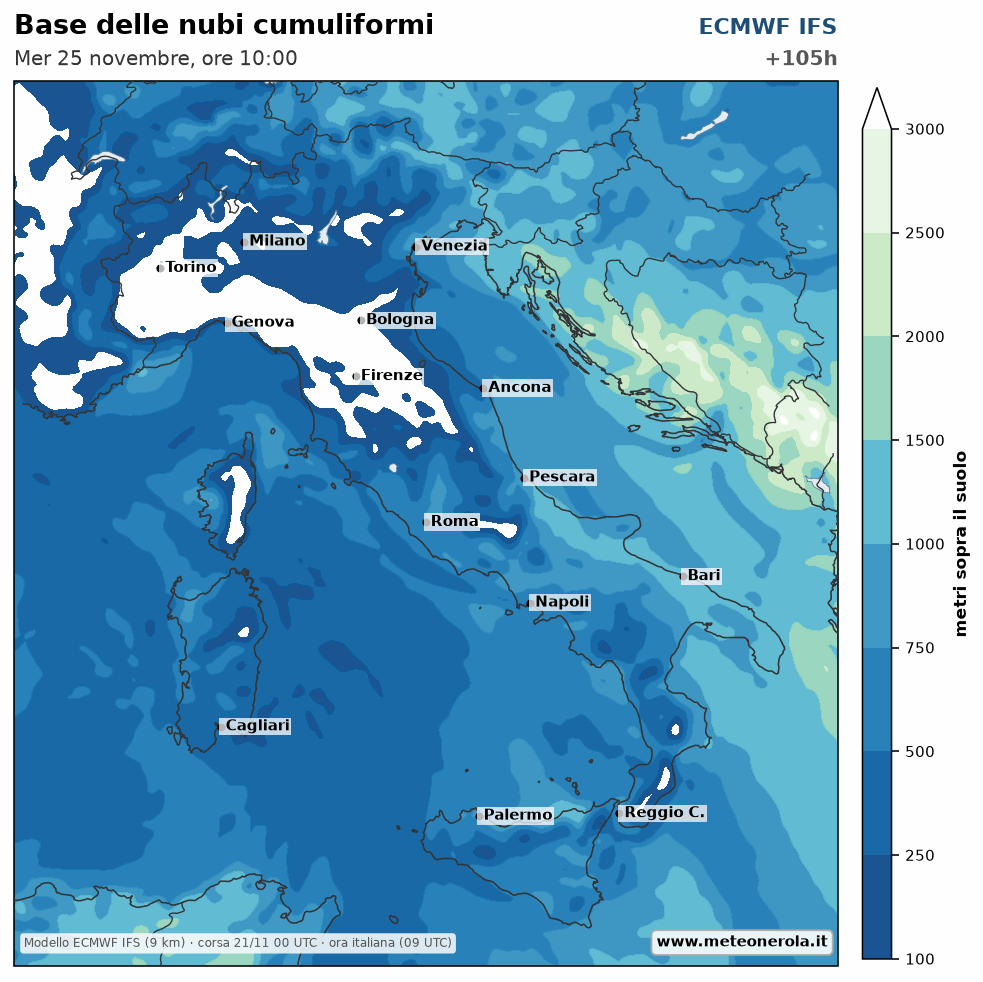 Base delle nubi cumuliformi
ECMWF IFS
Mer 25 novembre, ore 10:00
+105h
3000
2500
2000
1500
1000
750
500
250
100
metri sopra il suolo
Milano
Venezia
Torino
Genova
Bologna
Firenze
Ancona
Pescara
Roma
Bari
Napoli
Cagliari
Palermo
Reggio C.
Modello ECMWF IFS (9 km) · corsa 21/11 00 UTC · ora italiana (09 UTC)
www.meteonerola.it